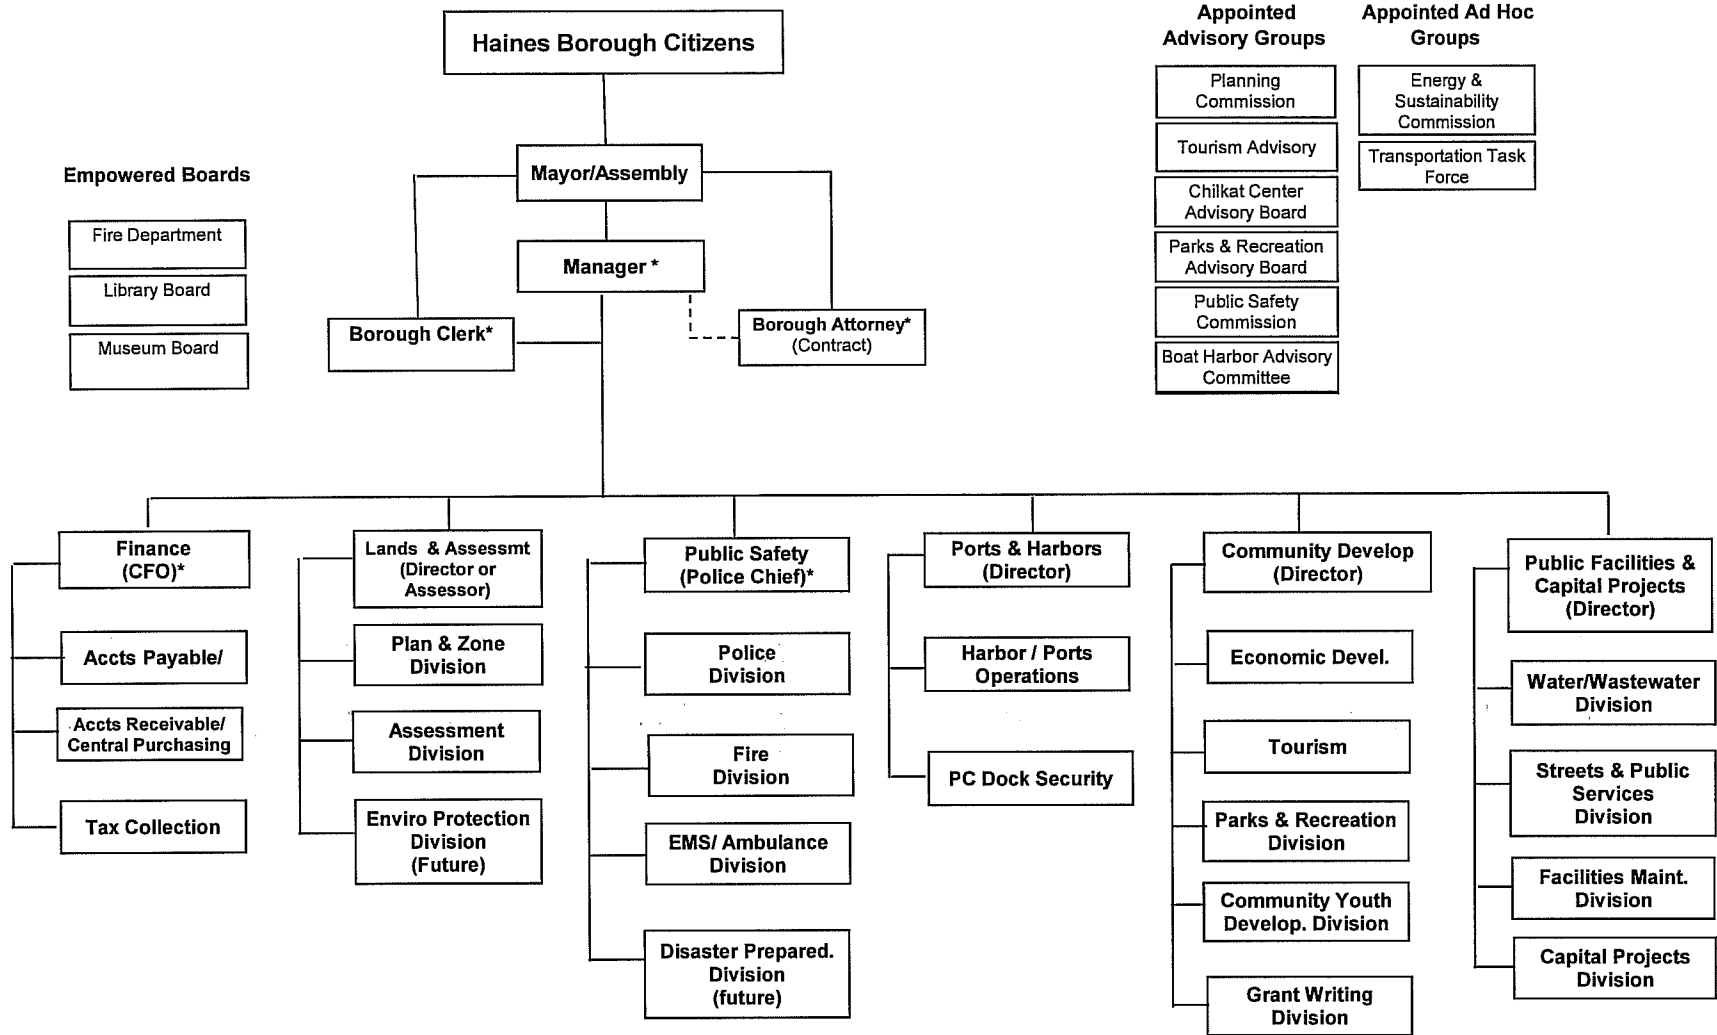 Haines Borough Citizens
Mayor/Assembly
Manager *
Borough Clerk*
Borough Attorney*
(Contract)
Empowered Boards
Fire Department
Library Board
Museum Board
Appointed
Advisory Groups
Planning
Commission
Tourism Advisory
Chilkat Center
Advisory Board
Parks & Recreation
Advisory Board
Public Safety
Commission
Boat Harbor Advisory
Committee
Appointed Ad Hoc
Groups
Energy &
Sustainability
Commission
Transportation Task
Force
Finance
(CFO)*
Accts Payable/
Accts Receivable/
Central Purchasing
Tax Collection
Lands & Assessmt
(Director or
Assessor)
Plan & Zone
Division
Assessment
Division
Enviro Protection
Division
(Future)
Public Safety
(Police Chief)*
Police
Division
Fire
Division
EMS/ Ambulance
Division
Disaster Prepared.
Division
(future)
Ports & Harbors
(Director)
Harbor / Ports
Operations
PC Dock Security
Community Develop
(Director)
Economic Devel.
Tourism
Parks & Recreation
Division
Community Youth
Develop. Division
Grant Writing
Division
Public Facilities &
Capital Projects
(Director)
Water/Wastewater
Division
Streets & Public
Services
Division
Facilities Maint.
Division
Capital Projects
Division